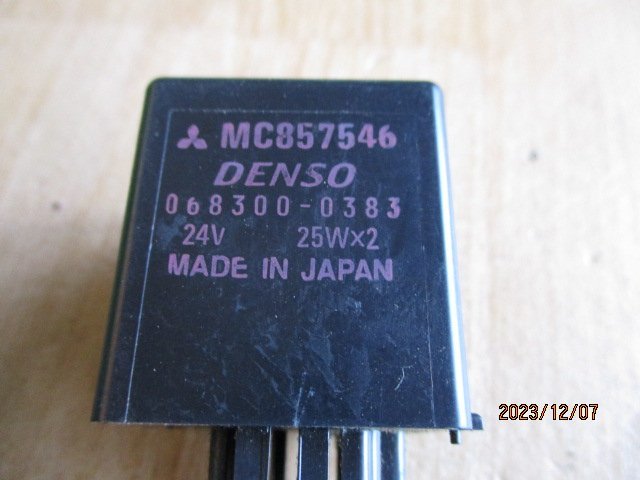 MC857546
DENSO
068300-0383
24V 25W×2
MADE IN JAPAN
2023/12/07